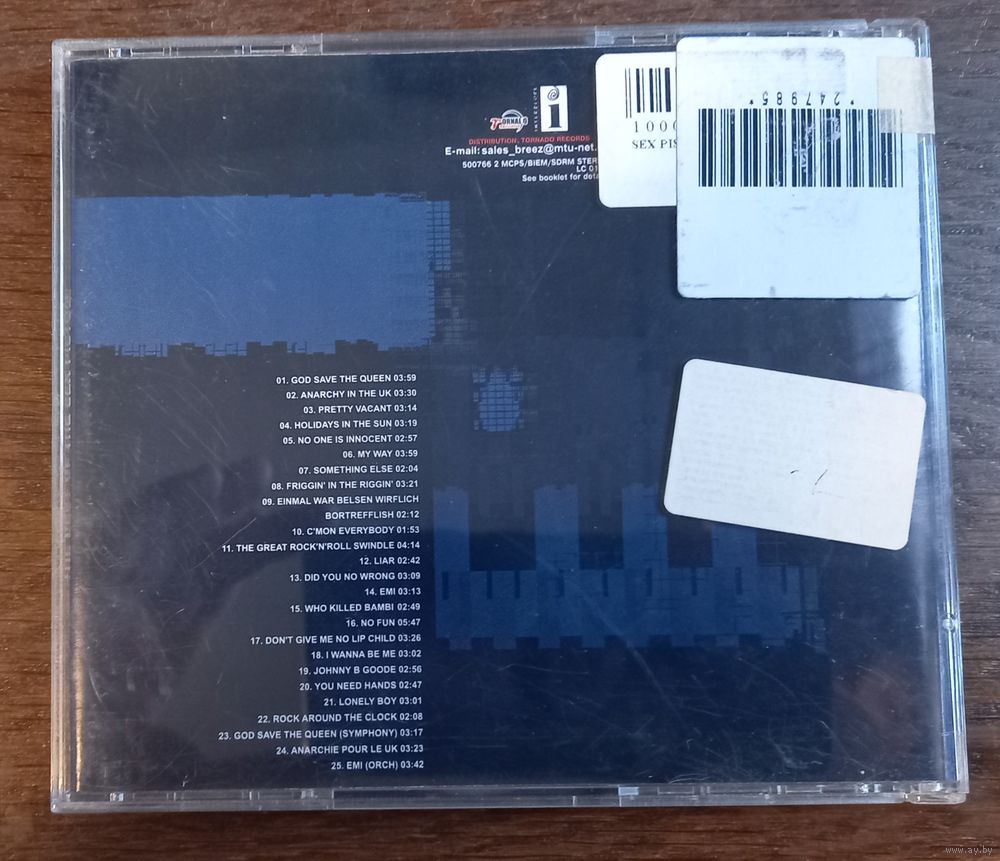 TORNADO
i
DISTRIBUTION. TORNADO RECORDS
E-mail: sales_breez@mtu-net.
500766 2 MCPS/BIEM/SDRM STER
LC 01
See booklet for deta
1000
SEX PIS
*247985*
01. GOD SAVE THE QUEEN 03:59
02. ANARCHY IN THE UK 03:30
03. PRETTY VACANT 03:14
04. HOLIDAYS IN THE SUN 03:19
05. NO ONE IS INNOCENT 02:57
06. MY WAY 03:59
07. SOMETHING ELSE 02:04
08. FRIGGIN' IN THE RIGGIN' 03:21
09. EINMAL WAR BELSEN WIRFLICH
BORTREFFLISH 02:12
10. C'MON EVERYBODY 01:53
11. THE GREAT ROCK'N'ROLL SWINDLE 04:14
12. LIAR 02:42
13. DID YOU NO WRONG 03:09
14. EMI 03:13
15. WHO KILLED BAMBI 02:49
16. NO FUN 05:47
17. DON'T GIVE ME NO LIP CHILD 03:26
18. I WANNA BE ME 03:02
19. JOHNNY B GOODE 02:56
20. YOU NEED HANDS 02:47
21. LONELY BOY 03:01
22. ROCK AROUND THE CLOCK 02:08
23. GOD SAVE THE QUEEN (SYMPHONY) 03:17
24. ANARCHIE POUR LE UK 03:23
25. EMI (ORCH) 03:42
www.ay.by